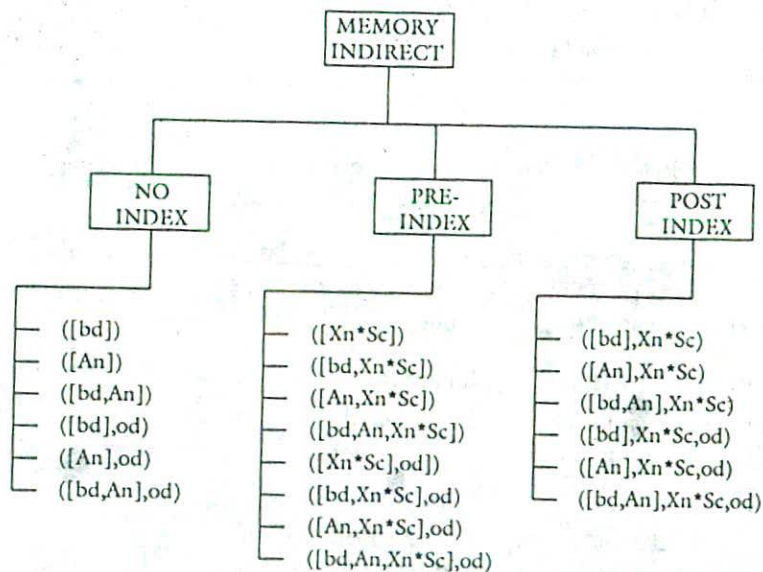 MEMORY
INDIRECT
NO
INDEX
PRE-
INDEX
POST
INDEX
([bd])
([An])
([bd,An])
([bd],od)
([An],od)
([bd,An],od)
([Xn*Sc])
([bd,Xn*Sc])
([An,Xn*Sc])
([bd,An,Xn*Sc])
([Xn*Sc],od])
([bd,Xn*Sc],od)
([An,Xn*Sc],od)
([bd,An,Xn*Sc],od)
([bd],Xn*Sc)
([An],Xn*Sc)
([bd,An],Xn*Sc)
([bd],Xn*Sc,od)
([An],Xn*Sc,od)
([bd,An],Xn*Sc,od)